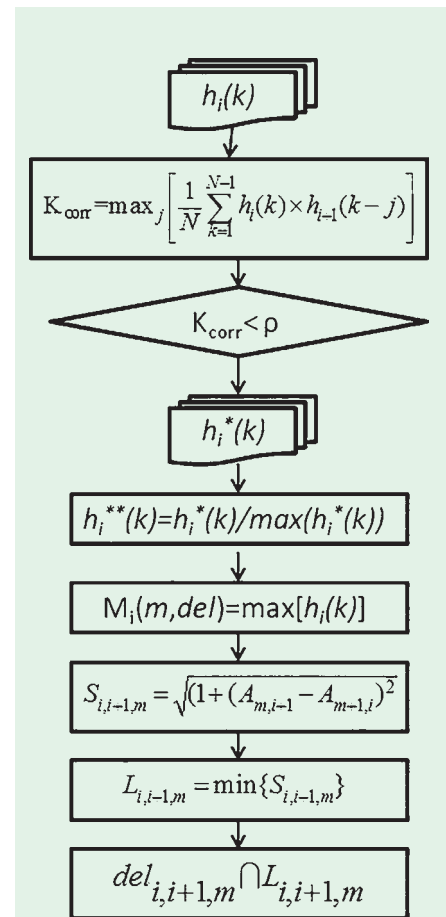 h_i(k)
K_corr=max_j[1/N ∑_{k=1}^{N-1} h_i(k)×h_{i-1}(k-j)]
K_corr<ρ
h_i^*(k)
h_i^{**}(k)=h_i^*(k)/max(h_i^*(k))
M_i(m,del)=max[h_i(k)]
S_{i,i-1,m}=√(1+(A_{m,i-1}-A_{m-1,i})^2
L_{i,i-1,m}=min{S_{i,i-1,m}}
del_{i,i+1,m}∩L_{i,i+1,m}